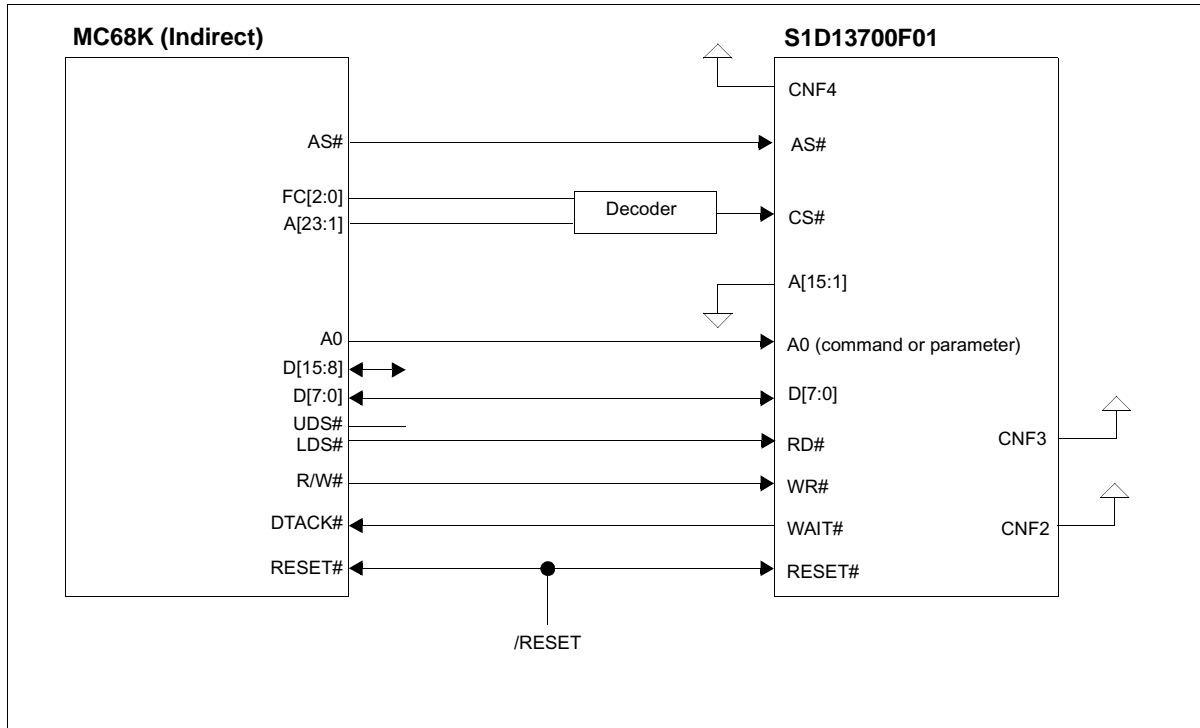 MC68K (Indirect)
S1D13700F01
CNF4
AS#
AS#
FC[2:0]
Decoder
CS#
A[23:1]
A[15:1]
A0
A0 (command or parameter)
D[15:8]
D[7:0]
D[7:0]
UDS#
LDS#
RD#
CNF3
R/W#
WR#
DTACK#
WAIT#
CNF2
RESET#
RESET#
/RESET